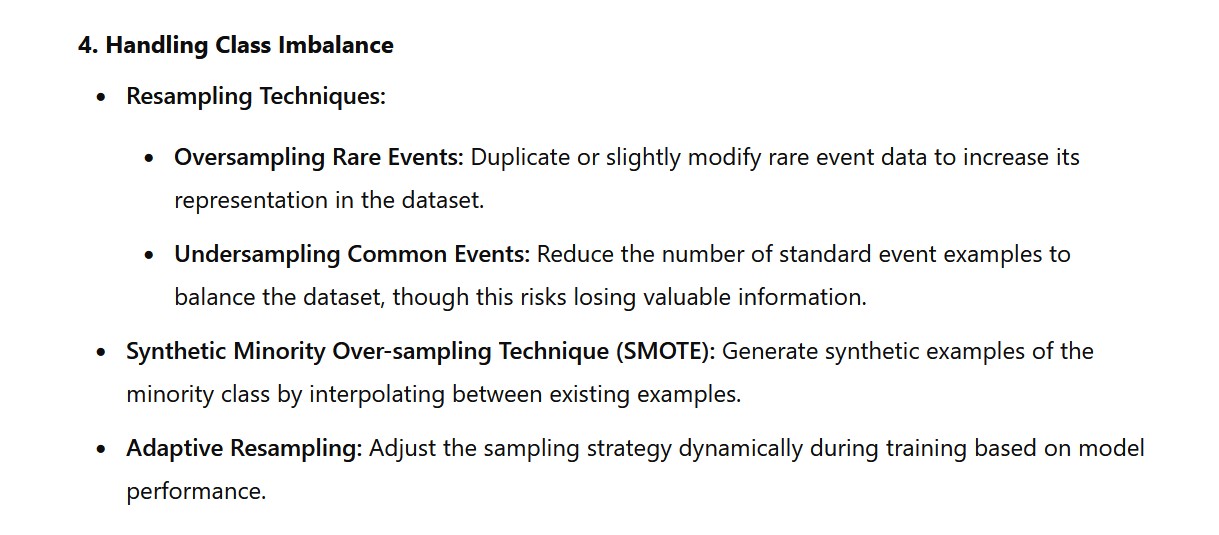 4. Handling Class Imbalance
• Resampling Techniques:
• Oversampling Rare Events: Duplicate or slightly modify rare event data to increase its
representation in the dataset.
• Undersampling Common Events: Reduce the number of standard event examples to
balance the dataset, though this risks losing valuable information.
• Synthetic Minority Over-sampling Technique (SMOTE): Generate synthetic examples of the
minority class by interpolating between existing examples.
• Adaptive Resampling: Adjust the sampling strategy dynamically during training based on model
performance.